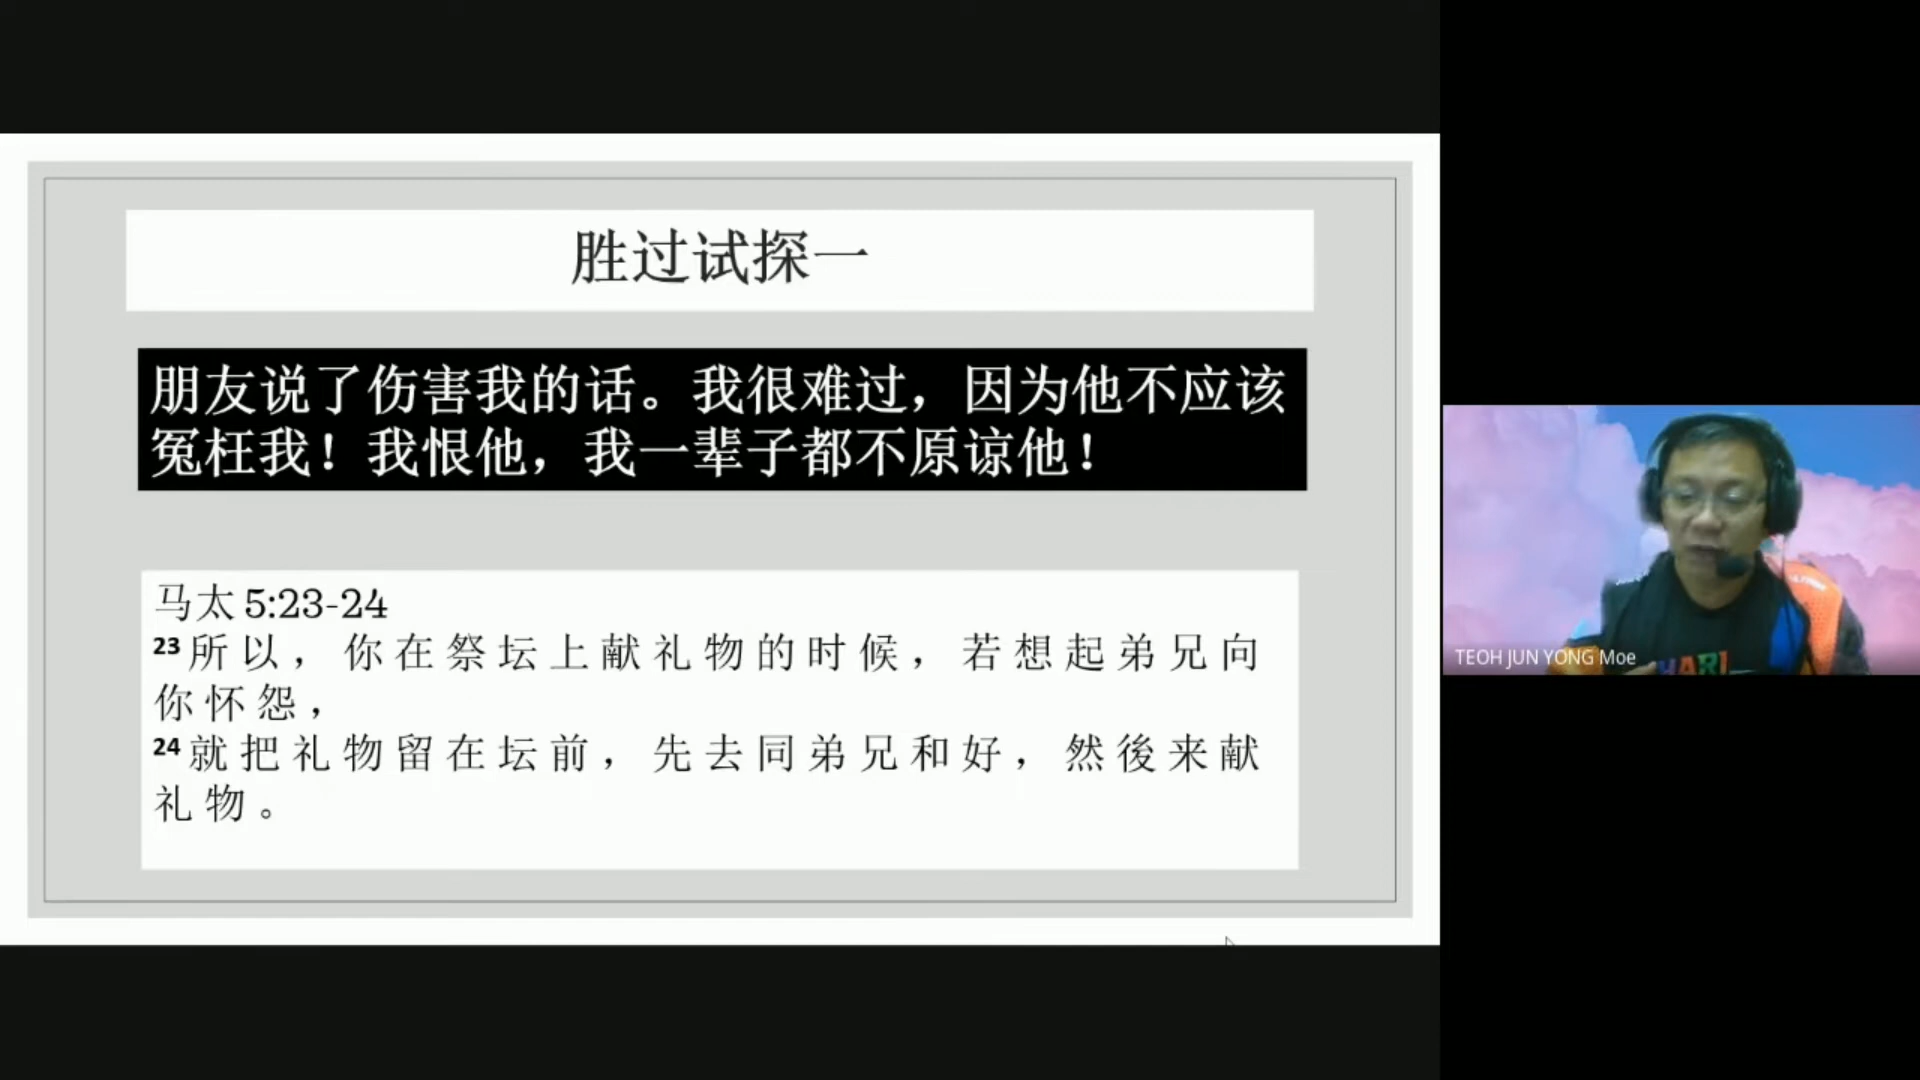 胜过试探一
朋友说了伤害我的话。我很难过，因为他不应该
冤枉我！我恨他，我一辈子都不原谅他！
马太 5:23-24
23 所以，你在祭坛上献礼物的时候，若想起弟兄向
你怀怨，
24 就把礼物留在坛前，先去同弟兄和好，然後来献
礼物。
TEOH JUN YONG Moe